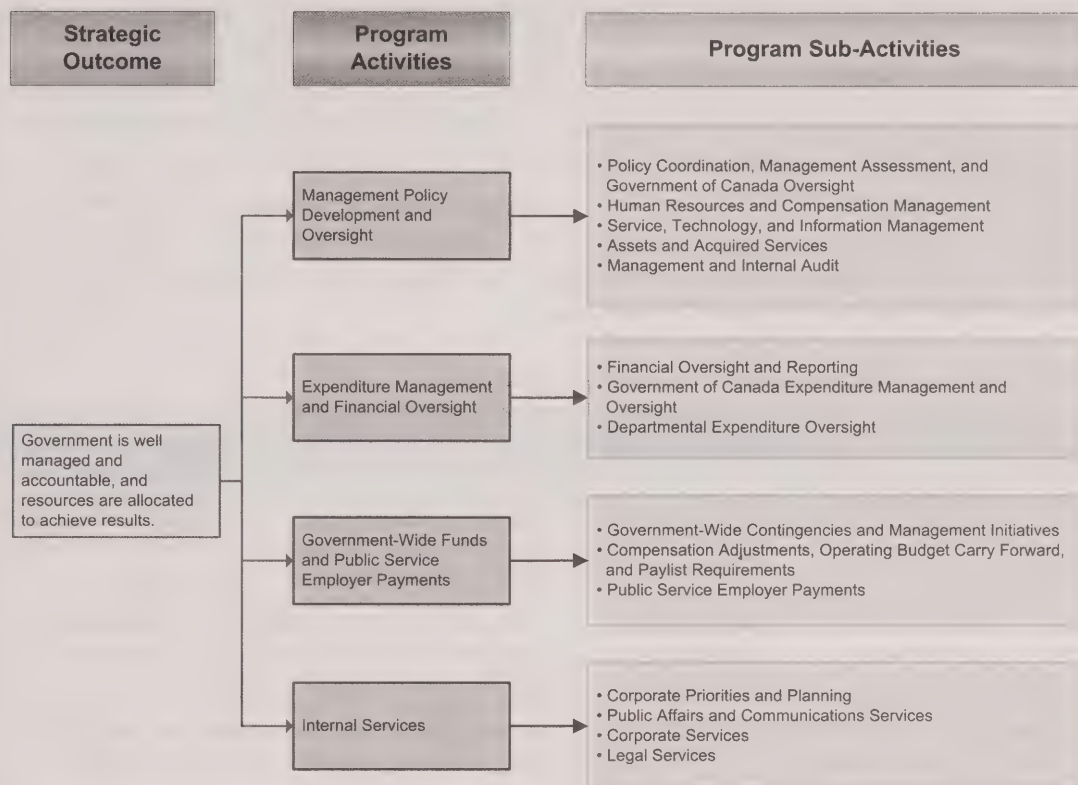 Strategic
Outcome
Program
Activities
Program Sub-Activities
Management Policy
Development and
Oversight
• Policy Coordination, Management Assessment, and
Government of Canada Oversight
• Human Resources and Compensation Management
• Service, Technology, and Information Management
• Assets and Acquired Services
• Management and Internal Audit
Expenditure Management
and Financial Oversight
• Financial Oversight and Reporting
• Government of Canada Expenditure Management and
Oversight
• Departmental Expenditure Oversight
Government is well
managed and
accountable, and
resources are allocated
to achieve results.
Government-Wide Funds
and Public Service
Employer Payments
• Government-Wide Contingencies and Management Initiatives
• Compensation Adjustments, Operating Budget Carry Forward,
and Paylist Requirements
• Public Service Employer Payments
Internal Services
• Corporate Priorities and Planning
• Public Affairs and Communications Services
• Corporate Services
• Legal Services